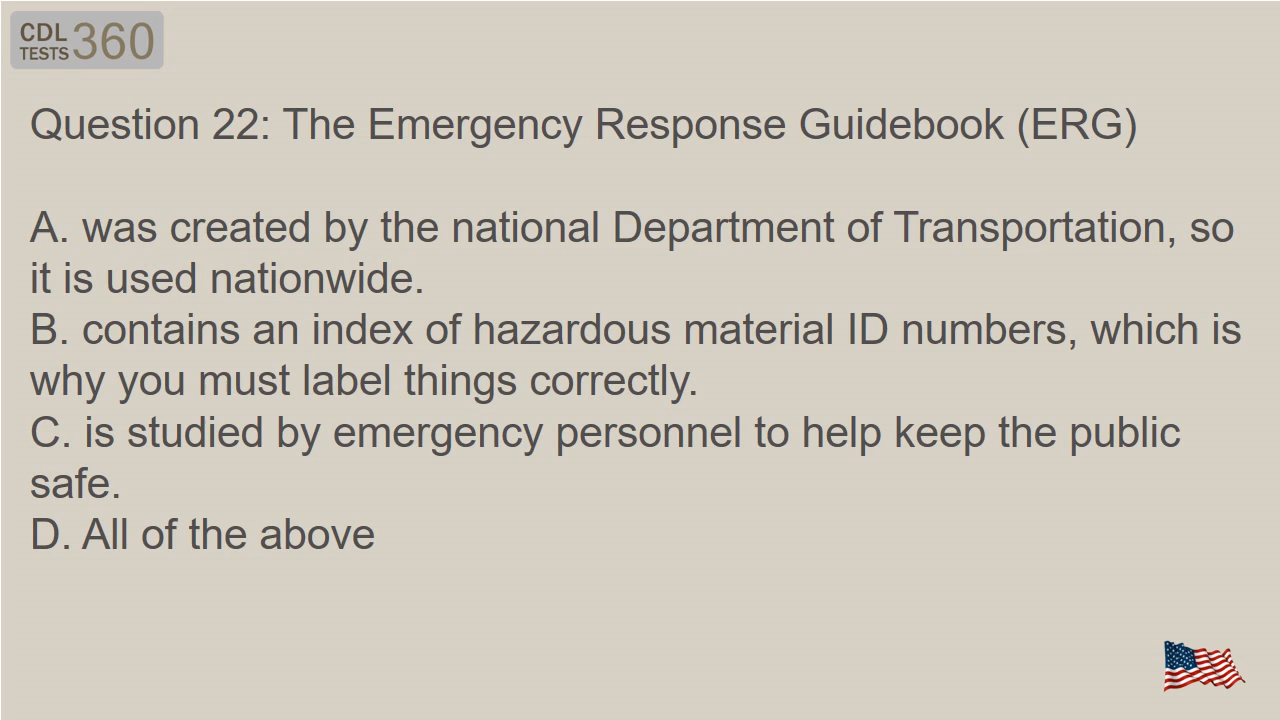 CDL
TESTS 360
Question 22: The Emergency Response Guidebook (ERG)
A. was created by the national Department of Transportation, so
it is used nationwide.
B. contains an index of hazardous material ID numbers, which is
why you must label things correctly.
C. is studied by emergency personnel to help keep the public
safe.
D. All of the above